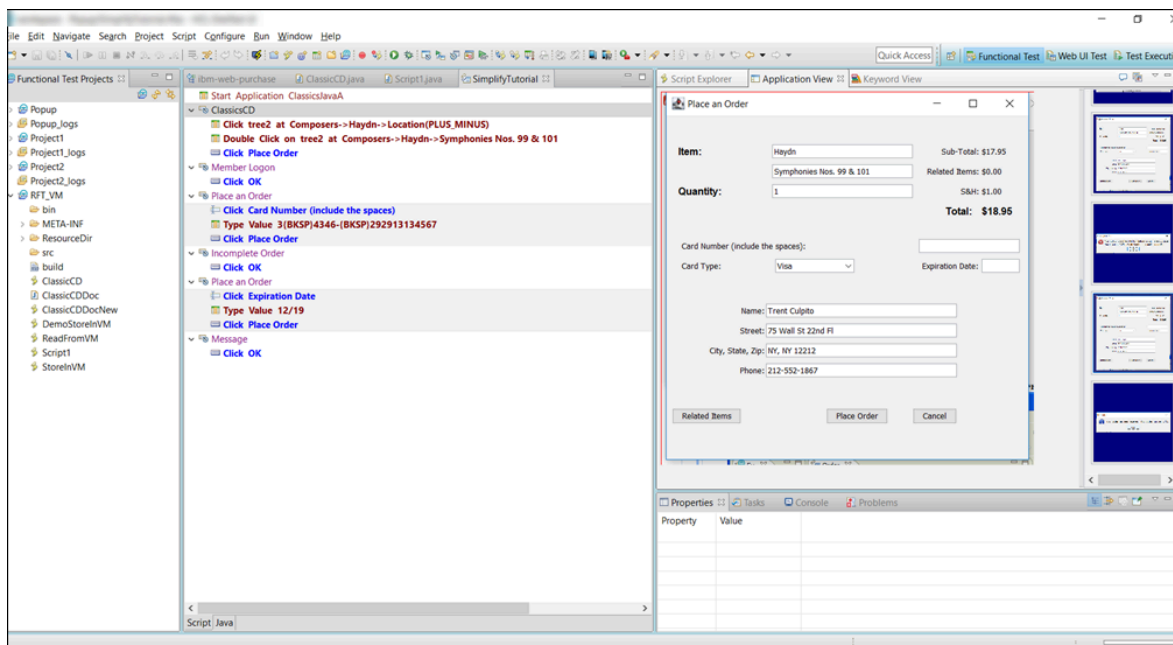 File Edit Navigate Search Project Script Configure Run Window Help
Quick Access
Functional Test
Web UI Test
Test Executi
Functional Test Projects
Popup
Popup_logs
Project1
Project1_logs
Project2
Project2_logs
RFT_VM
bin
META-INF
ResourceDir
src
build
ClassicCD
ClassicCDDoc
ClassicCDDocNew
DemoStoreInVM
ReadFromVM
Script1
StoreInVM
ibm-web-purchase
ClassicCD.java
Script1.java
SimplifyTutorial
Start Application ClassicsJavaA
ClassicsCD
Click tree2 at Composers->Haydn->Location(PLUS_MINUS)
Double Click on tree2 at Composers->Haydn->Symphonies Nos. 99 & 101
Click Place Order
Member Logon
Click OK
Place an Order
Click Card Number (include the spaces)
Type Value 3{BKSP}4346-{BKSP}292913134567
Click Place Order
Incomplete Order
Click OK
Place an Order
Click Expiration Date
Type Value 12/19
Click Place Order
Message
Click OK
Script Java
Script Explorer
Application View
Keyword View
Place an Order
Item: Haydn Sub-Total: $17.95
Symphonies Nos. 99 & 101 Related Items: $0.00
Quantity: 1 S&H: $1.00
Total: $18.95
Card Number (include the spaces):
Card Type: Visa Expiration Date:
Name: Trent Culpito
Street: 75 Wall St 22nd Fl
City, State, Zip: NY, NY 12212
Phone: 212-552-1867
Related Items Place Order Cancel
Properties
Tasks
Console
Problems
Property Value